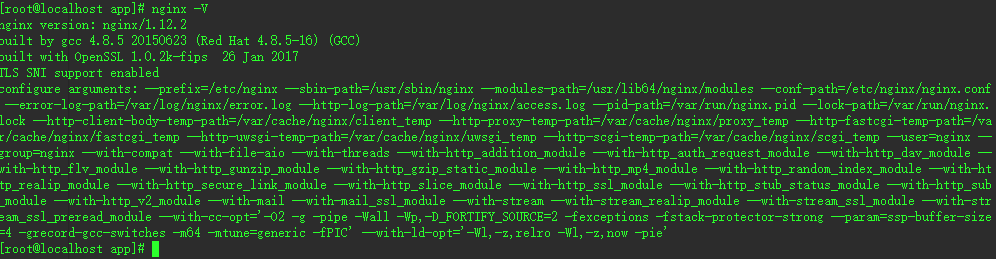 [root@localhost app]# nginx -V
nginx version: nginx/1.12.2
built by gcc 4.8.5 20150623 (Red Hat 4.8.5-16) (GCC)
built with OpenSSL 1.0.2k-fips  26 Jan 2017
TLS SNI support enabled
configure arguments: --prefix=/etc/nginx --sbin-path=/usr/sbin/nginx --modules-path=/usr/lib64/nginx/modules --conf-path=/etc/nginx/nginx.conf
 --error-log-path=/var/log/nginx/error.log --http-log-path=/var/log/nginx/access.log --pid-path=/var/run/nginx.pid --lock-path=/var/run/nginx.
lock --http-client-body-temp-path=/var/cache/nginx/client_temp --http-proxy-temp-path=/var/cache/nginx/proxy_temp --http-fastcgi-temp-path=/va
r/cache/nginx/fastcgi_temp --http-uwsgi-temp-path=/var/cache/nginx/uwsgi_temp --http-scgi-temp-path=/var/cache/nginx/scgi_temp --user=nginx --
group=nginx --with-compat --with-file-aio --with-threads --with-http_addition_module --with-http_auth_request_module --with-http_dav_module --
with-http_flv_module --with-http_gunzip_module --with-http_gzip_static_module --with-http_mp4_module --with-http_random_index_module --with-ht
tp_realip_module --with-http_secure_link_module --with-http_slice_module --with-http_ssl_module --with-http_stub_status_module --with-http_sub
_module --with-http_v2_module --with-mail --with-mail_ssl_module --with-stream --with-stream_realip_module --with-stream_ssl_module --with-str
eam_ssl_preread_module --with-cc-opt='-O2 -g -pipe -Wall -Wp,-D_FORTIFY_SOURCE=2 -fexceptions -fstack-protector-strong --param=ssp-buffer-size
=4 -grecord-gcc-switches -m64 -mtune=generic -fPIC' --with-ld-opt='-Wl,-z,relro -Wl,-z,now -pie'
[root@localhost app]#